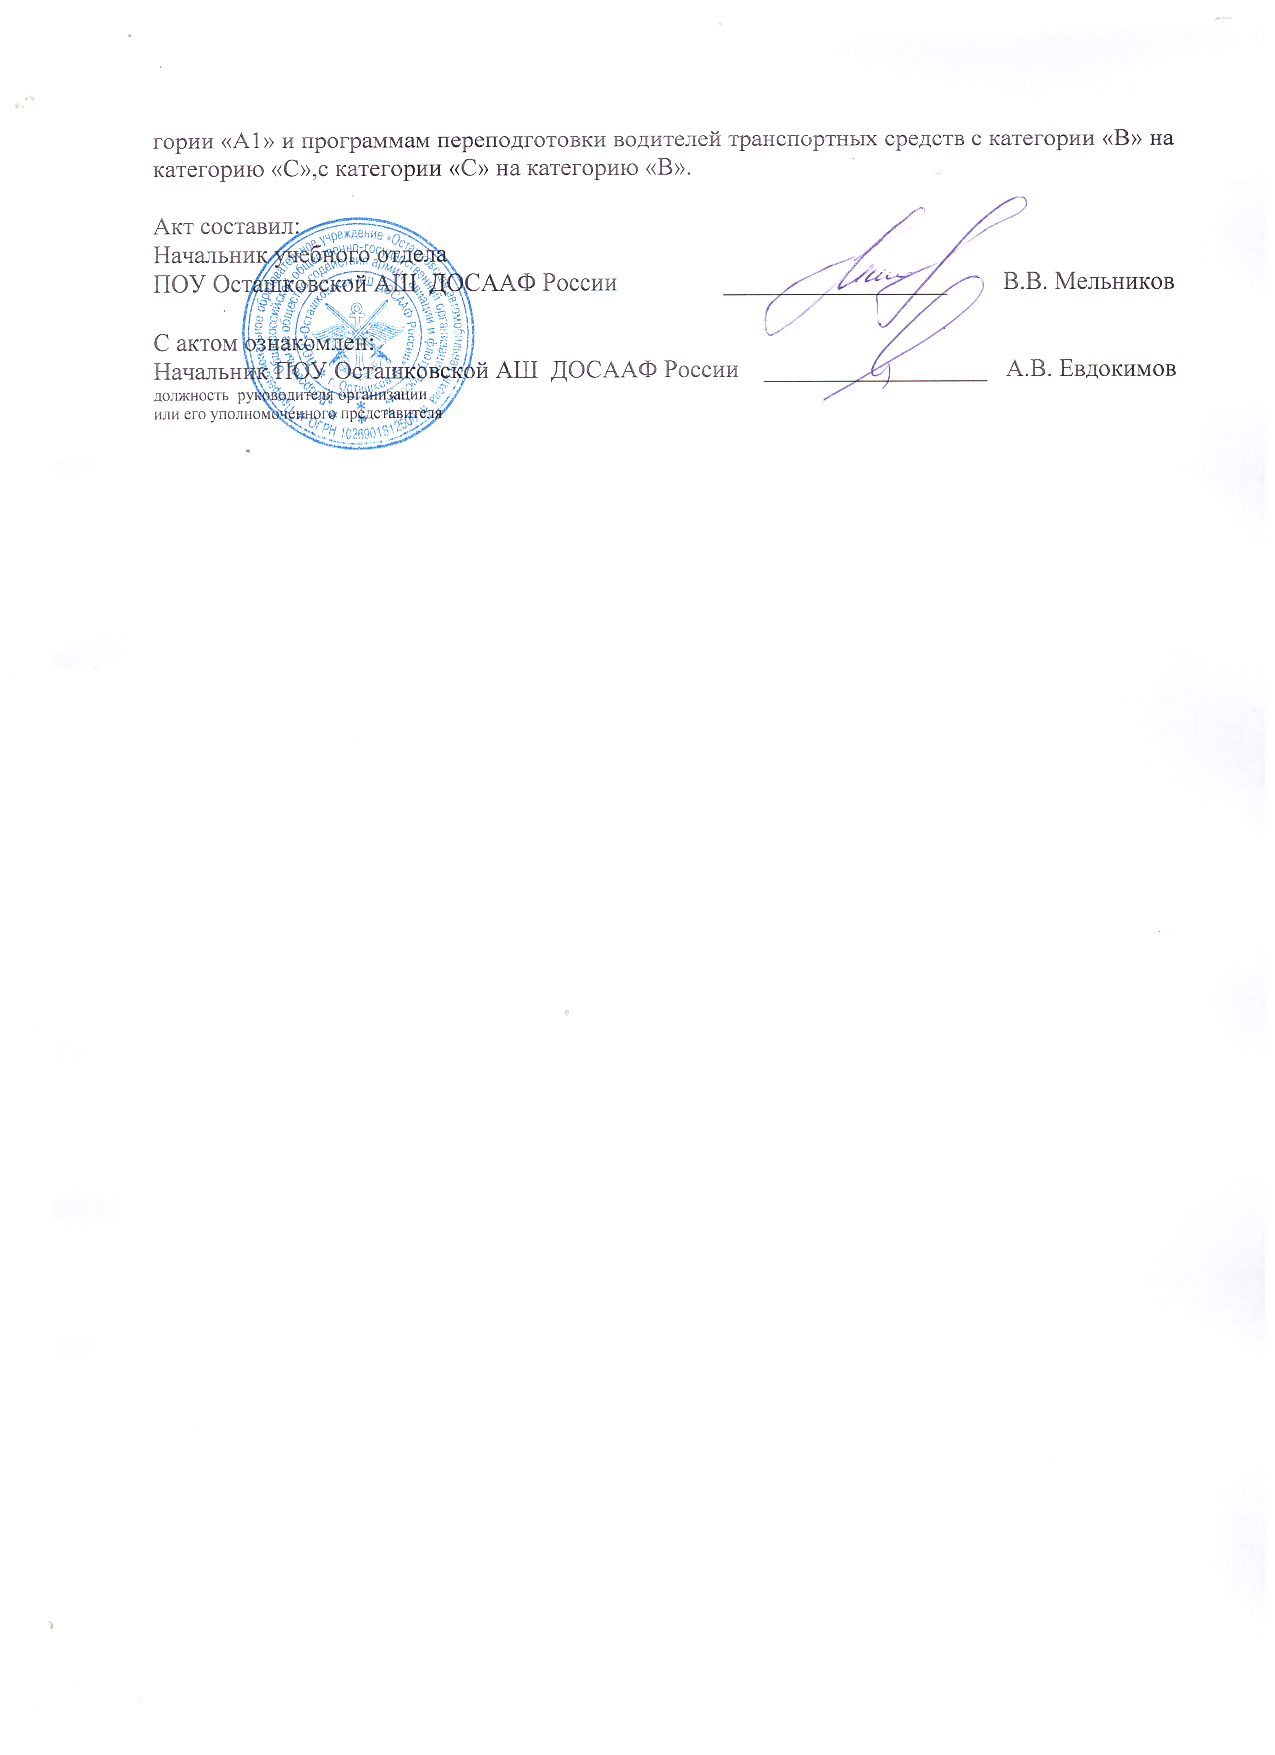 гории «А1» и программам переподготовки водителей транспортных средств с категории «В» на
категорию «С»,с категории «С» на категорию «В».
Акт составил:
Начальник учебного отдела
ПОУ Осташковской АШ ДОСААФ России ________________ В.В. Мельников
С актом ознакомлен:
Начальник ПОУ Осташковской АШ ДОСААФ России ________________ А.В. Евдокимов
должность руководителя организации
или его уполномоченного представителя